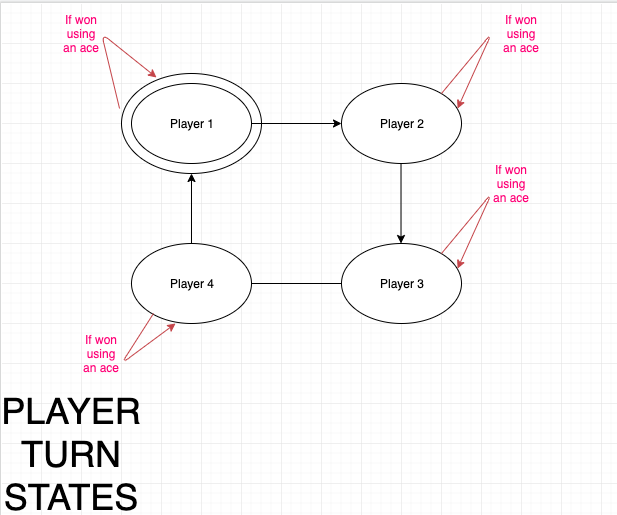 If won
using
an ace
If won
using
an ace
Player 1
Player 2
If won
using
an ace
Player 4
Player 3
If won
using
an ace
PLAYER
TURN
STATES